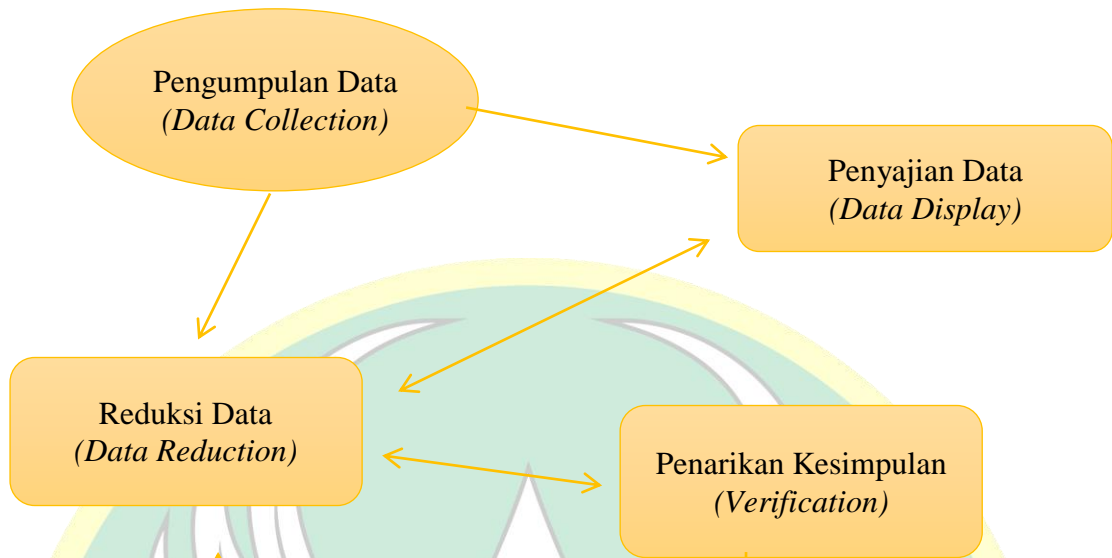 Pengumpulan Data
(Data Collection)
Penyajian Data
(Data Display)
Reduksi Data
(Data Reduction)
Penarikan Kesimpulan
(Verification)